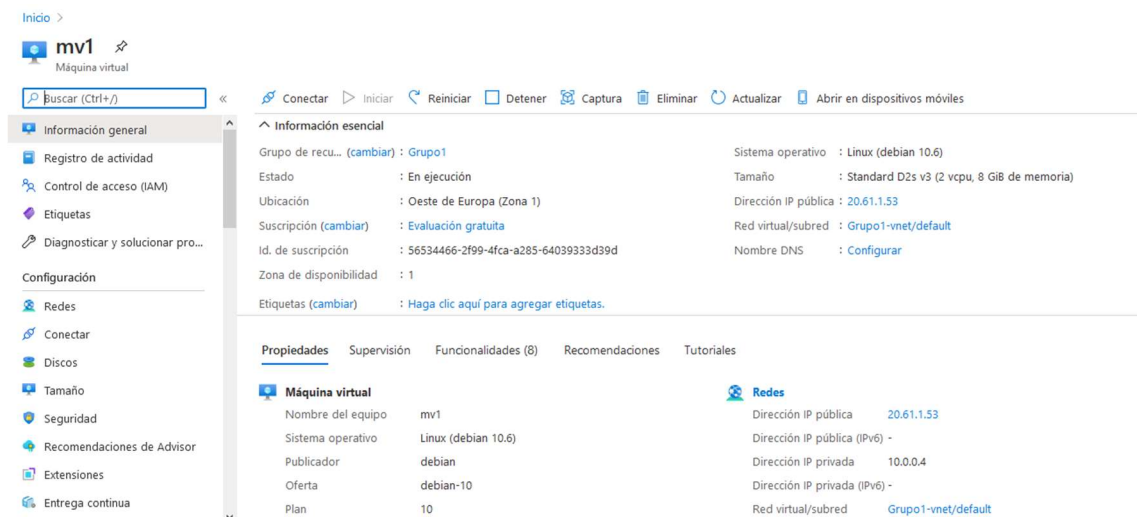 Inicio >
mv1
Máquina virtual
Buscar (Ctrl+/)
«
Conectar Iniciar Reiniciar Detener Captura Eliminar Actualizar Abrir en dispositivos móviles
Información general
Registro de actividad
Control de acceso (IAM)
Etiquetas
Diagnosticar y solucionar pro...
Configuración
Redes
Conectar
Discos
Tamaño
Seguridad
Recomendaciones de Advisor
Extensiones
Entrega continua
Información esencial
Grupo de recu... (cambiar) : Grupo1
Estado : En ejecución
Ubicación : Oeste de Europa (Zona 1)
Suscripción (cambiar) : Evaluación gratuita
Id. de suscripción : 56534466-2f99-4fca-a285-64039333d39d
Zona de disponibilidad : 1
Etiquetas (cambiar) : Haga clic aquí para agregar etiquetas.
Sistema operativo : Linux (debian 10.6)
Tamaño : Standard D2s v3 (2 vcpu, 8 GiB de memoria)
Dirección IP pública : 20.61.1.53
Red virtual/subred : Grupo1-vnet/default
Nombre DNS : Configurar
Propiedades Supervisión Funcionalidades (8) Recomendaciones Tutoriales
Máquina virtual
Nombre del equipo mv1
Sistema operativo Linux (debian 10.6)
Publicador debian
Oferta debian-10
Plan 10
Redes
Dirección IP pública 20.61.1.53
Dirección IP pública (IPv6) -
Dirección IP privada 10.0.0.4
Dirección IP privada (IPv6) -
Red virtual/subred Grupo1-vnet/default